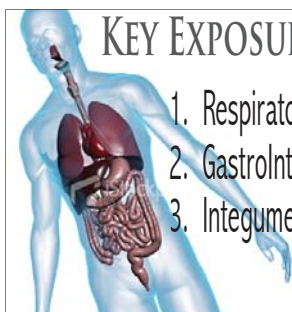 KEY EXPOSU
1. Respirato
2. GastroInt
3. Integume